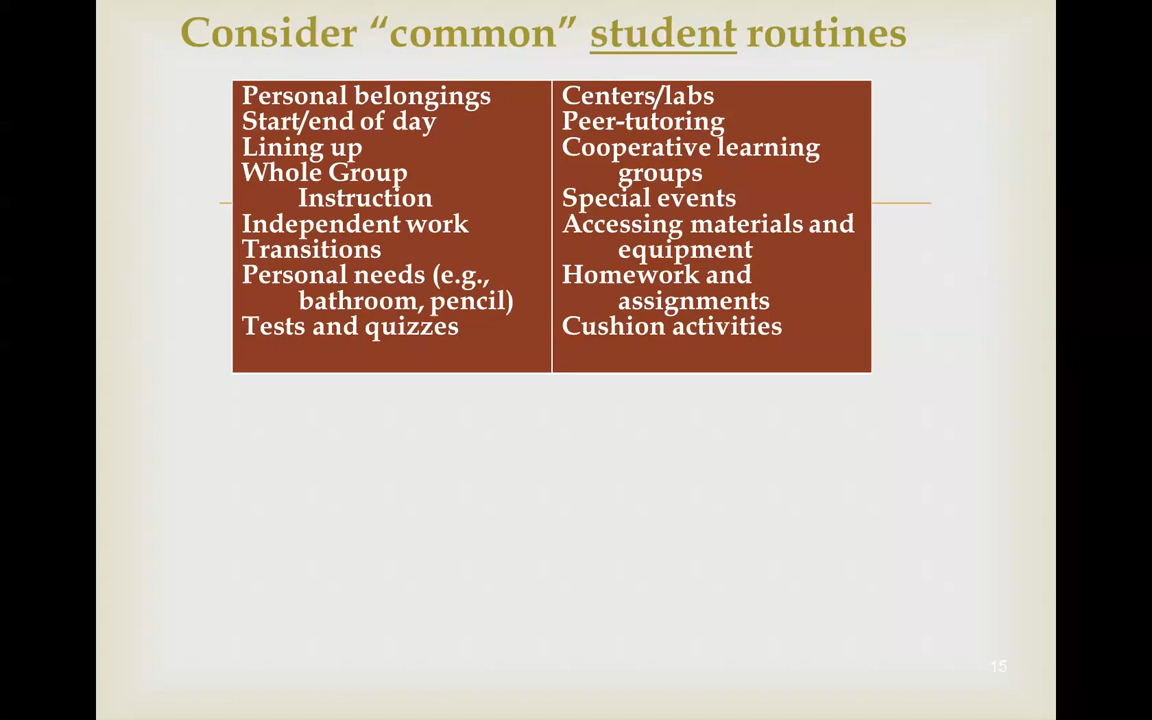 Consider “common” student routines
Personal belongings
Start/end of day
Lining up
Whole Group
Instruction
Independent work
Transitions
Personal needs (e.g.,
bathroom, pencil)
Tests and quizzes
Centers/labs
Peer-tutoring
Cooperative learning
groups
Special events
Accessing materials and
equipment
Homework and
assignments
Cushion activities
15